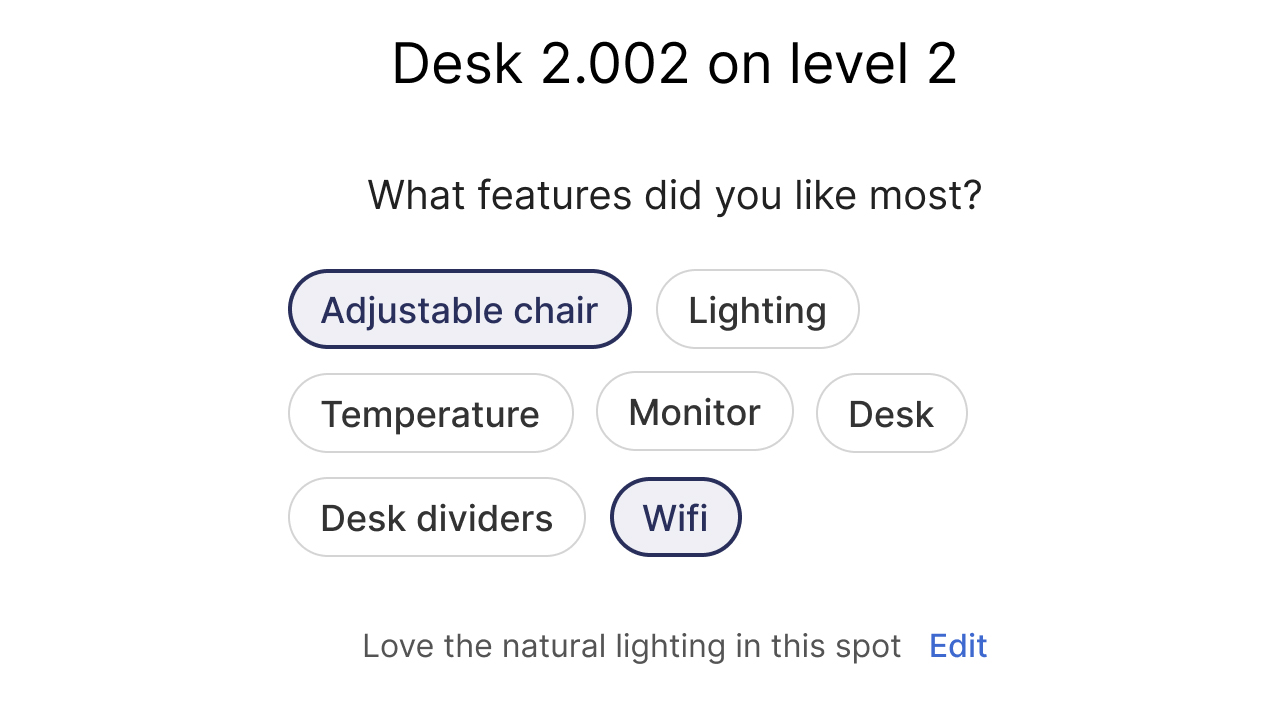 Desk 2.002 on level 2
What features did you like most?
Adjustable chair Lighting
Temperature Monitor Desk
Desk dividers Wifi
Love the natural lighting in this spot Edit